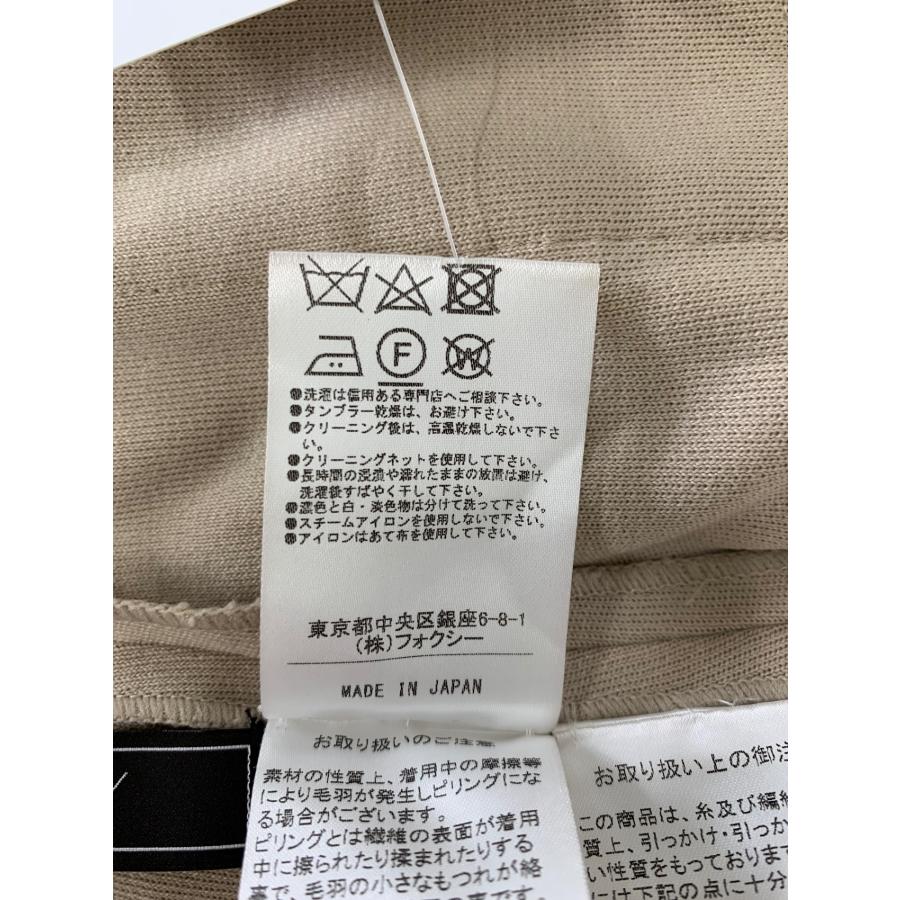 F
W
●洗濯は信用ある専門店へご相談下さい。
●タンブラー乾燥は、お避け下さい。
●クリーニング後は、高温乾燥しないで下さ
い。
●クリーニングネットを使用して下さい。
●長時間の浸漬や濡れたままの放置は避け、
洗濯後すばやく干して下さい。
●濃色と白・淡色物は分けて洗って下さい。
●スチームアイロンを使用しないで下さい。
●アイロンはあて布を使用して下さい。
東京都中央区銀座6-8-1
(株)フォクシー
MADE IN JAPAN
お取り扱いのご注意
素材の性質上、着用中の摩擦等
により毛羽が発生しピリングにな
る場合がございます。
ピリングとは繊維の表面が着用
中に擦られたり揉まれたりする
事で、毛羽の小さなもつれが絡
お取り扱い上の御注
この商品は、糸及び編
質上、引っかけ・引っか
い性質をもっております
には下記の点に十分